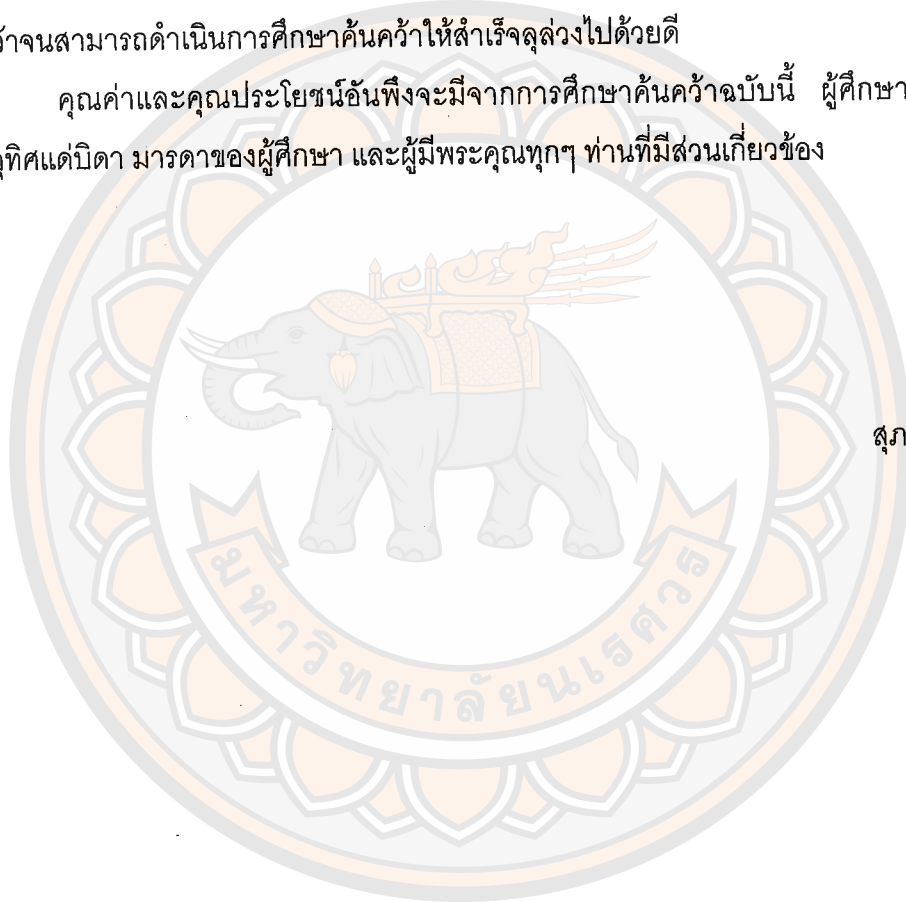 ว้าจนสามารถดำเนินการศึกษาค้นคว้าให้สำเร็จลุล่วงไปด้วยดี
คุณค่าและคุณประโยชน์อันพึงจะมีจากการศึกษาค้นคว้าฉบับนี้ ผู้ศึกษา
ทิศแด่บิดา มารดาของผู้ศึกษา และผู้มีพระคุณทุกๆ ท่านที่มีส่วนเกี่ยวข้อง
สุภ
มหาวิทยาลัยนเรศวร